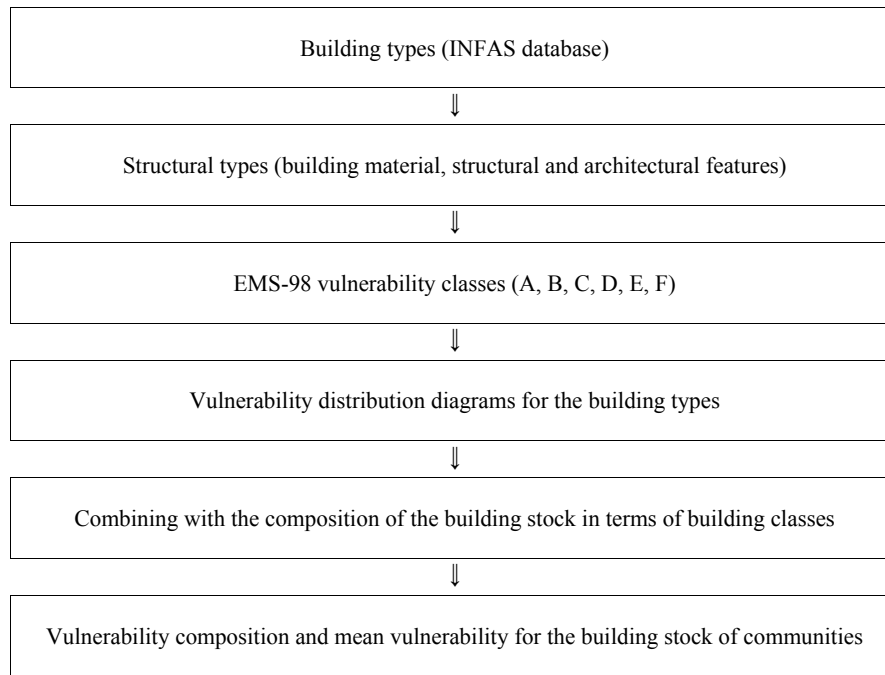 Building types (INFAS database)
⇓
Structural types (building material, structural and architectural features)
⇓
EMS-98 vulnerability classes (A, B, C, D, E, F)
⇓
Vulnerability distribution diagrams for the building types
⇓
Combining with the composition of the building stock in terms of building classes
⇓
Vulnerability composition and mean vulnerability for the building stock of communities